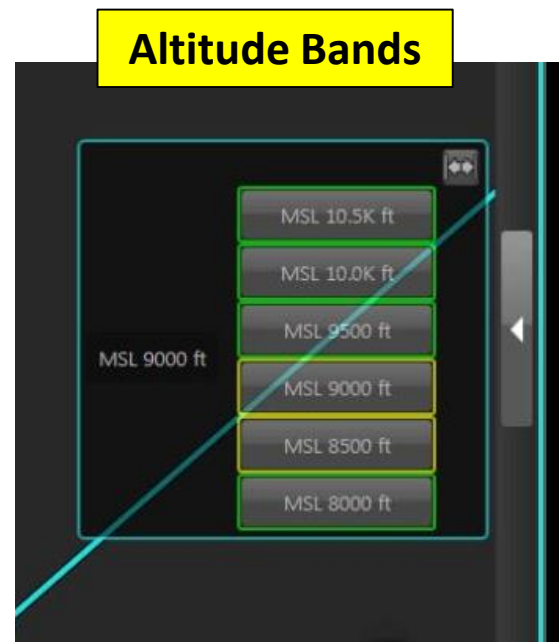 Altitude Bands
MSL 10.5K ft
MSL 10.0K ft
MSL 9500 ft
MSL 9000 ft
MSL 9000 ft
MSL 8500 ft
MSL 8000 ft